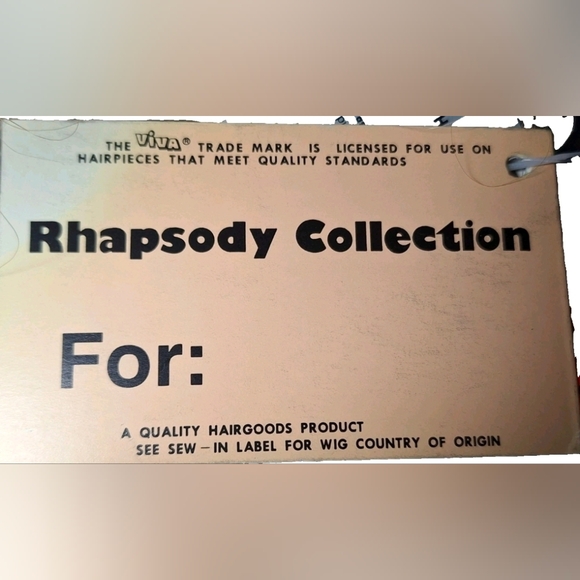 THE ViVA® TRADE MARK IS LICENSED FOR USE ON
HAIRPIECES THAT MEET QUALITY STANDARDS
Rhapsody Collection
For:
A QUALITY HAIRGOODS PRODUCT
SEE SEW-IN LABEL FOR WIG COUNTRY OF ORIGIN